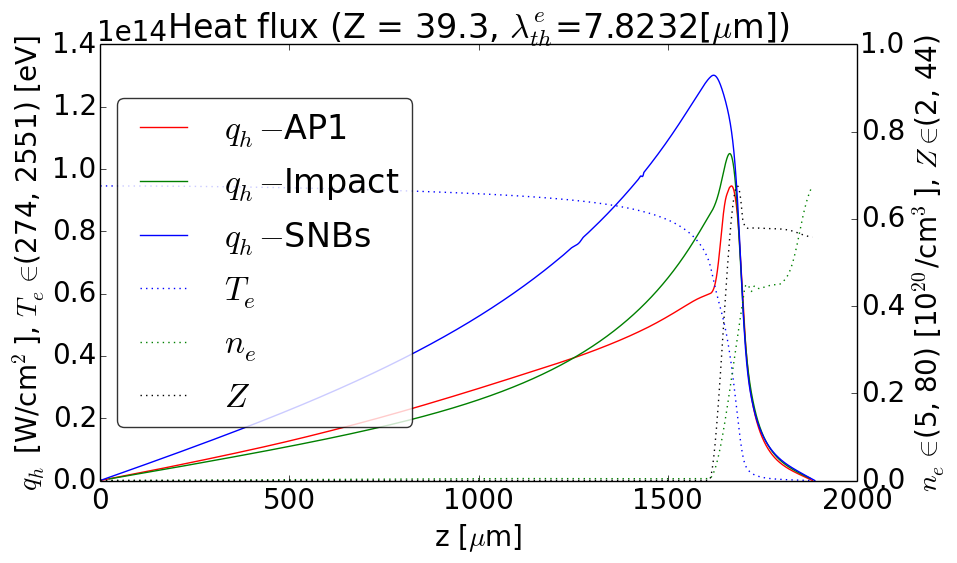 1e14
Heat flux (Z = 39.3, λ_th^e=7.8232[μm])
q_h [W/cm²], T_e ∈(274, 2551) [eV]
1.4
1.2
1.0
0.8
0.6
0.4
0.2
0.0
q_h −AP1
q_h −Impact
q_h −SNBs
T_e
n_e
Z
1.0
0.8
0.6
0.4
0.2
0.0
n_e ∈(5, 80) [10²⁰/cm³], Z ∈(2, 44)
0 500 1000 1500 2000
z [μm]